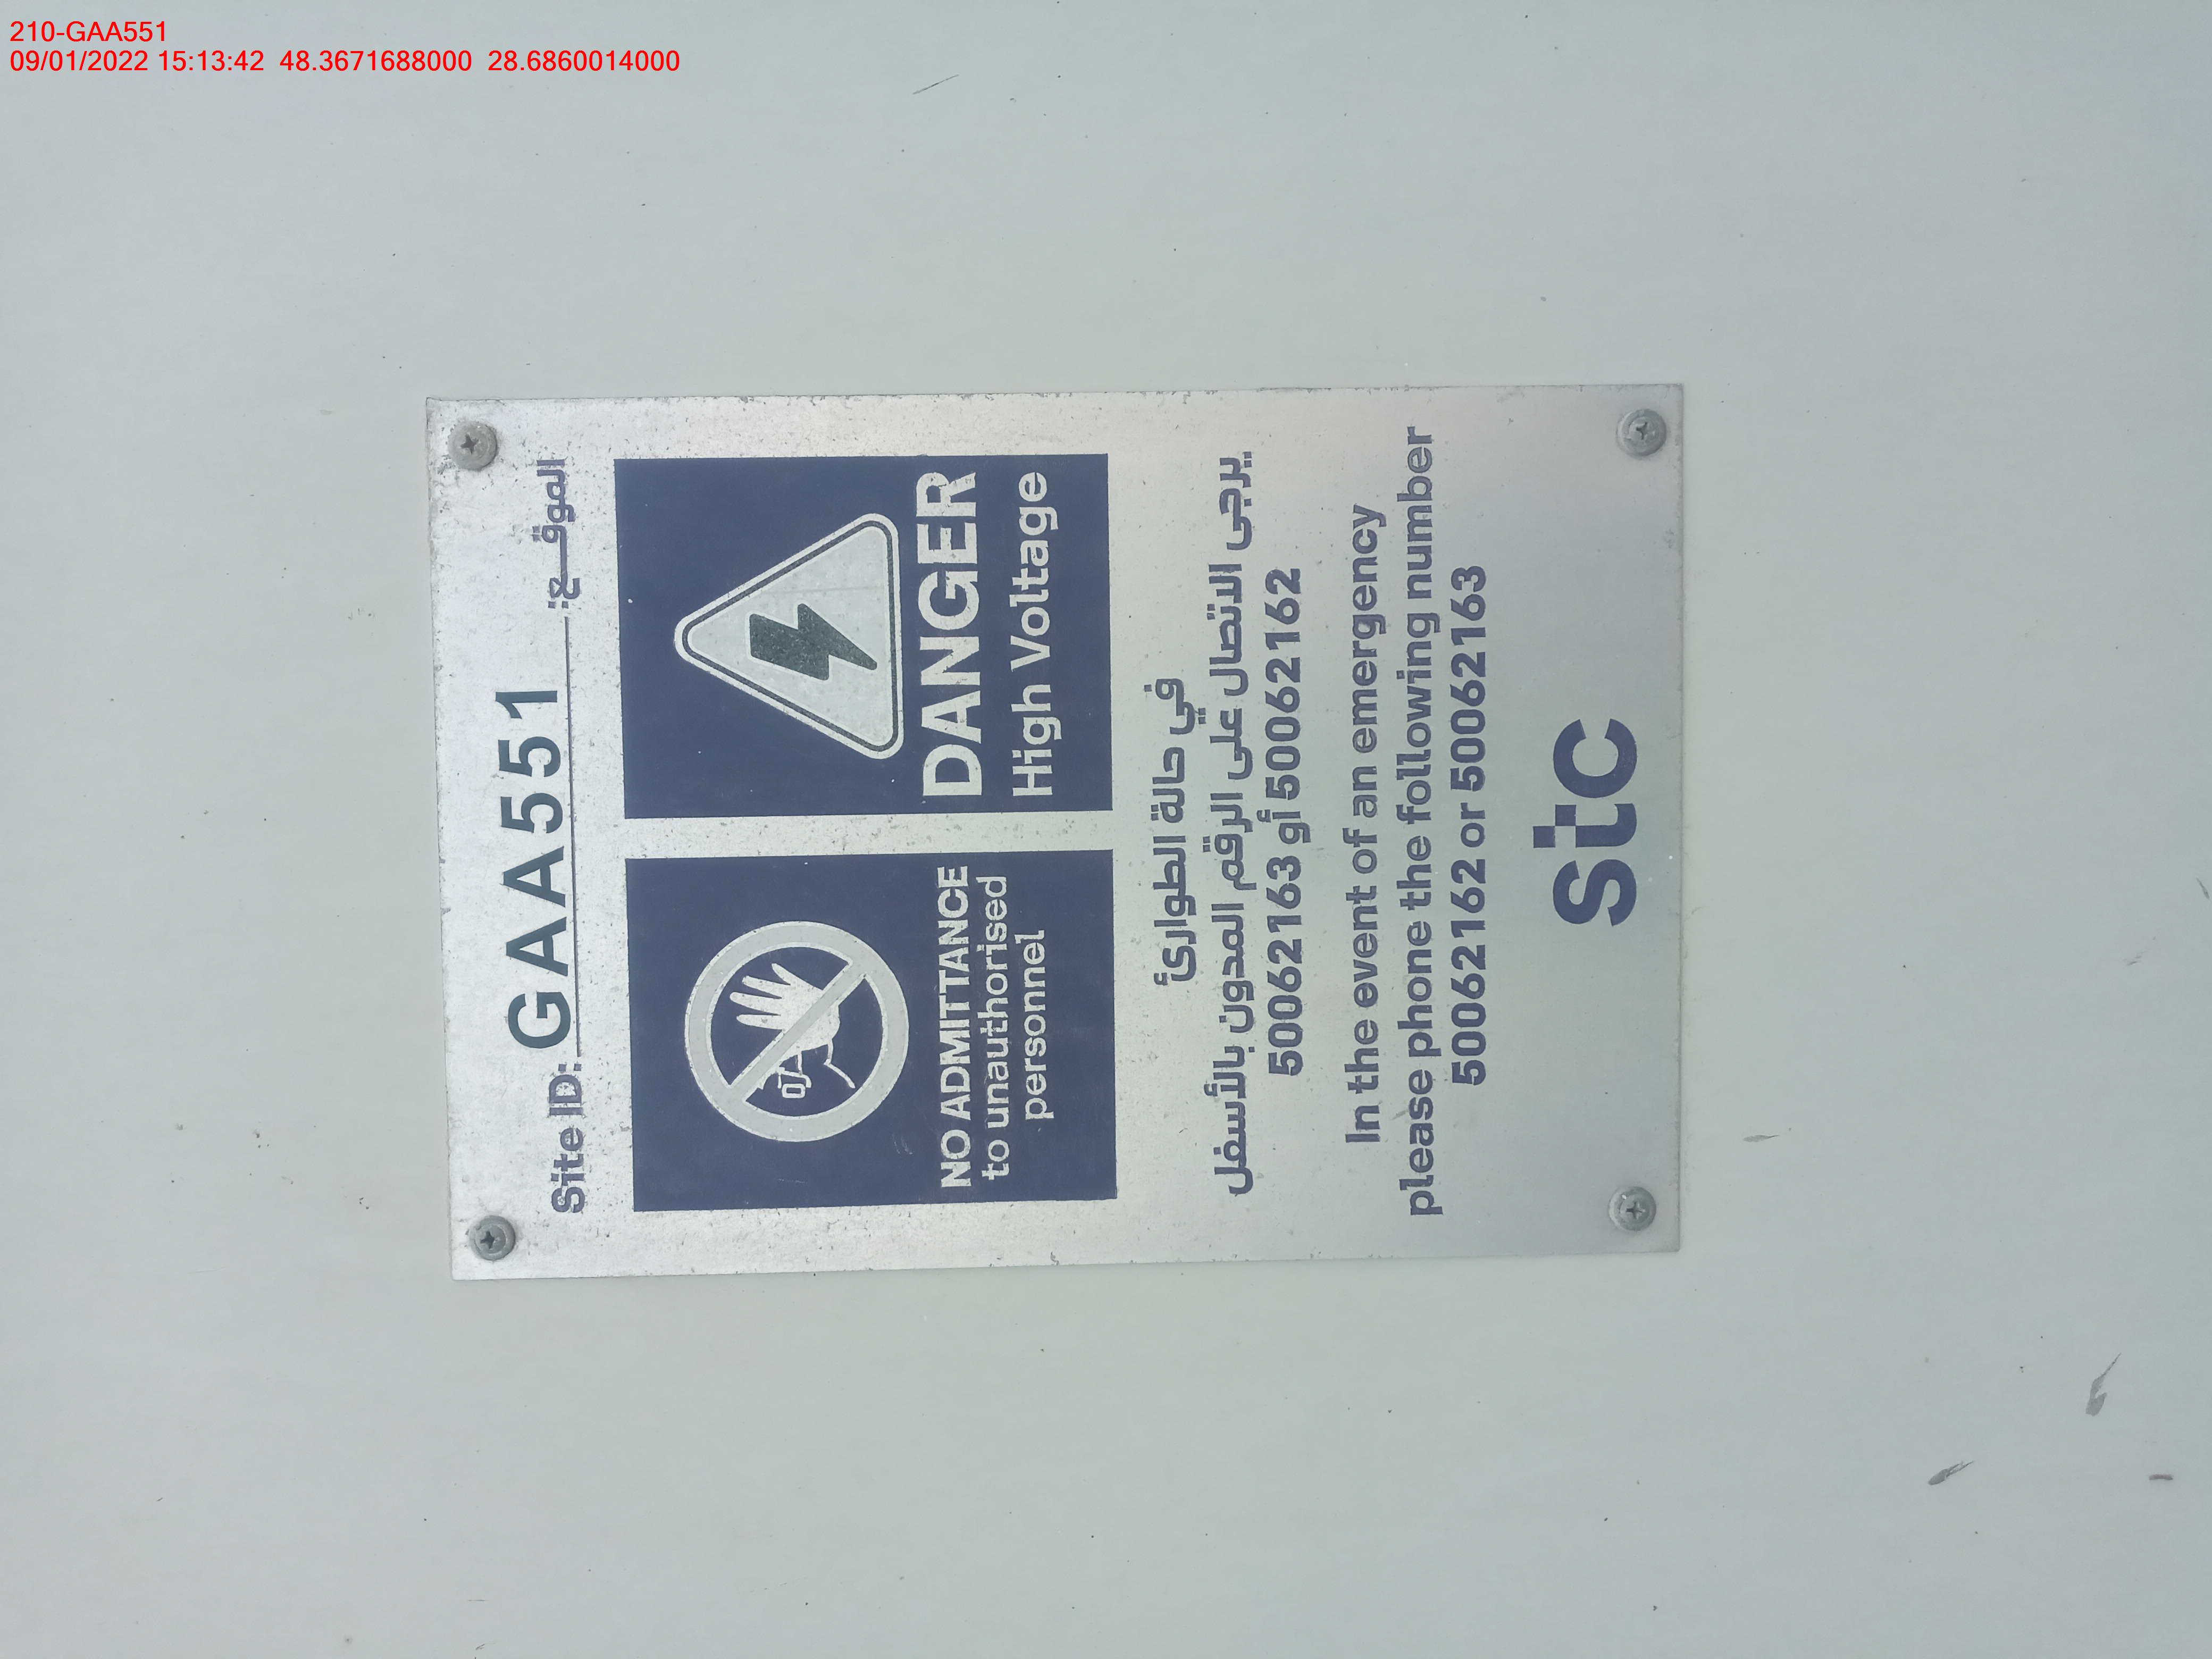 210-GAA551
09/01/2022 15:13:42 48.3671688000 28.6860014000
Site ID: GAA551 الموقـــع:
NO ADMITTANCE
to unauthorised
personnel
DANGER
High Voltage
في حالة الطوارئ
يرجى الاتصال على الرقم المدون بالأسفل
50062163 أو 50062162
In the event of an emergency
please phone the following number
50062162 or 50062163
stc